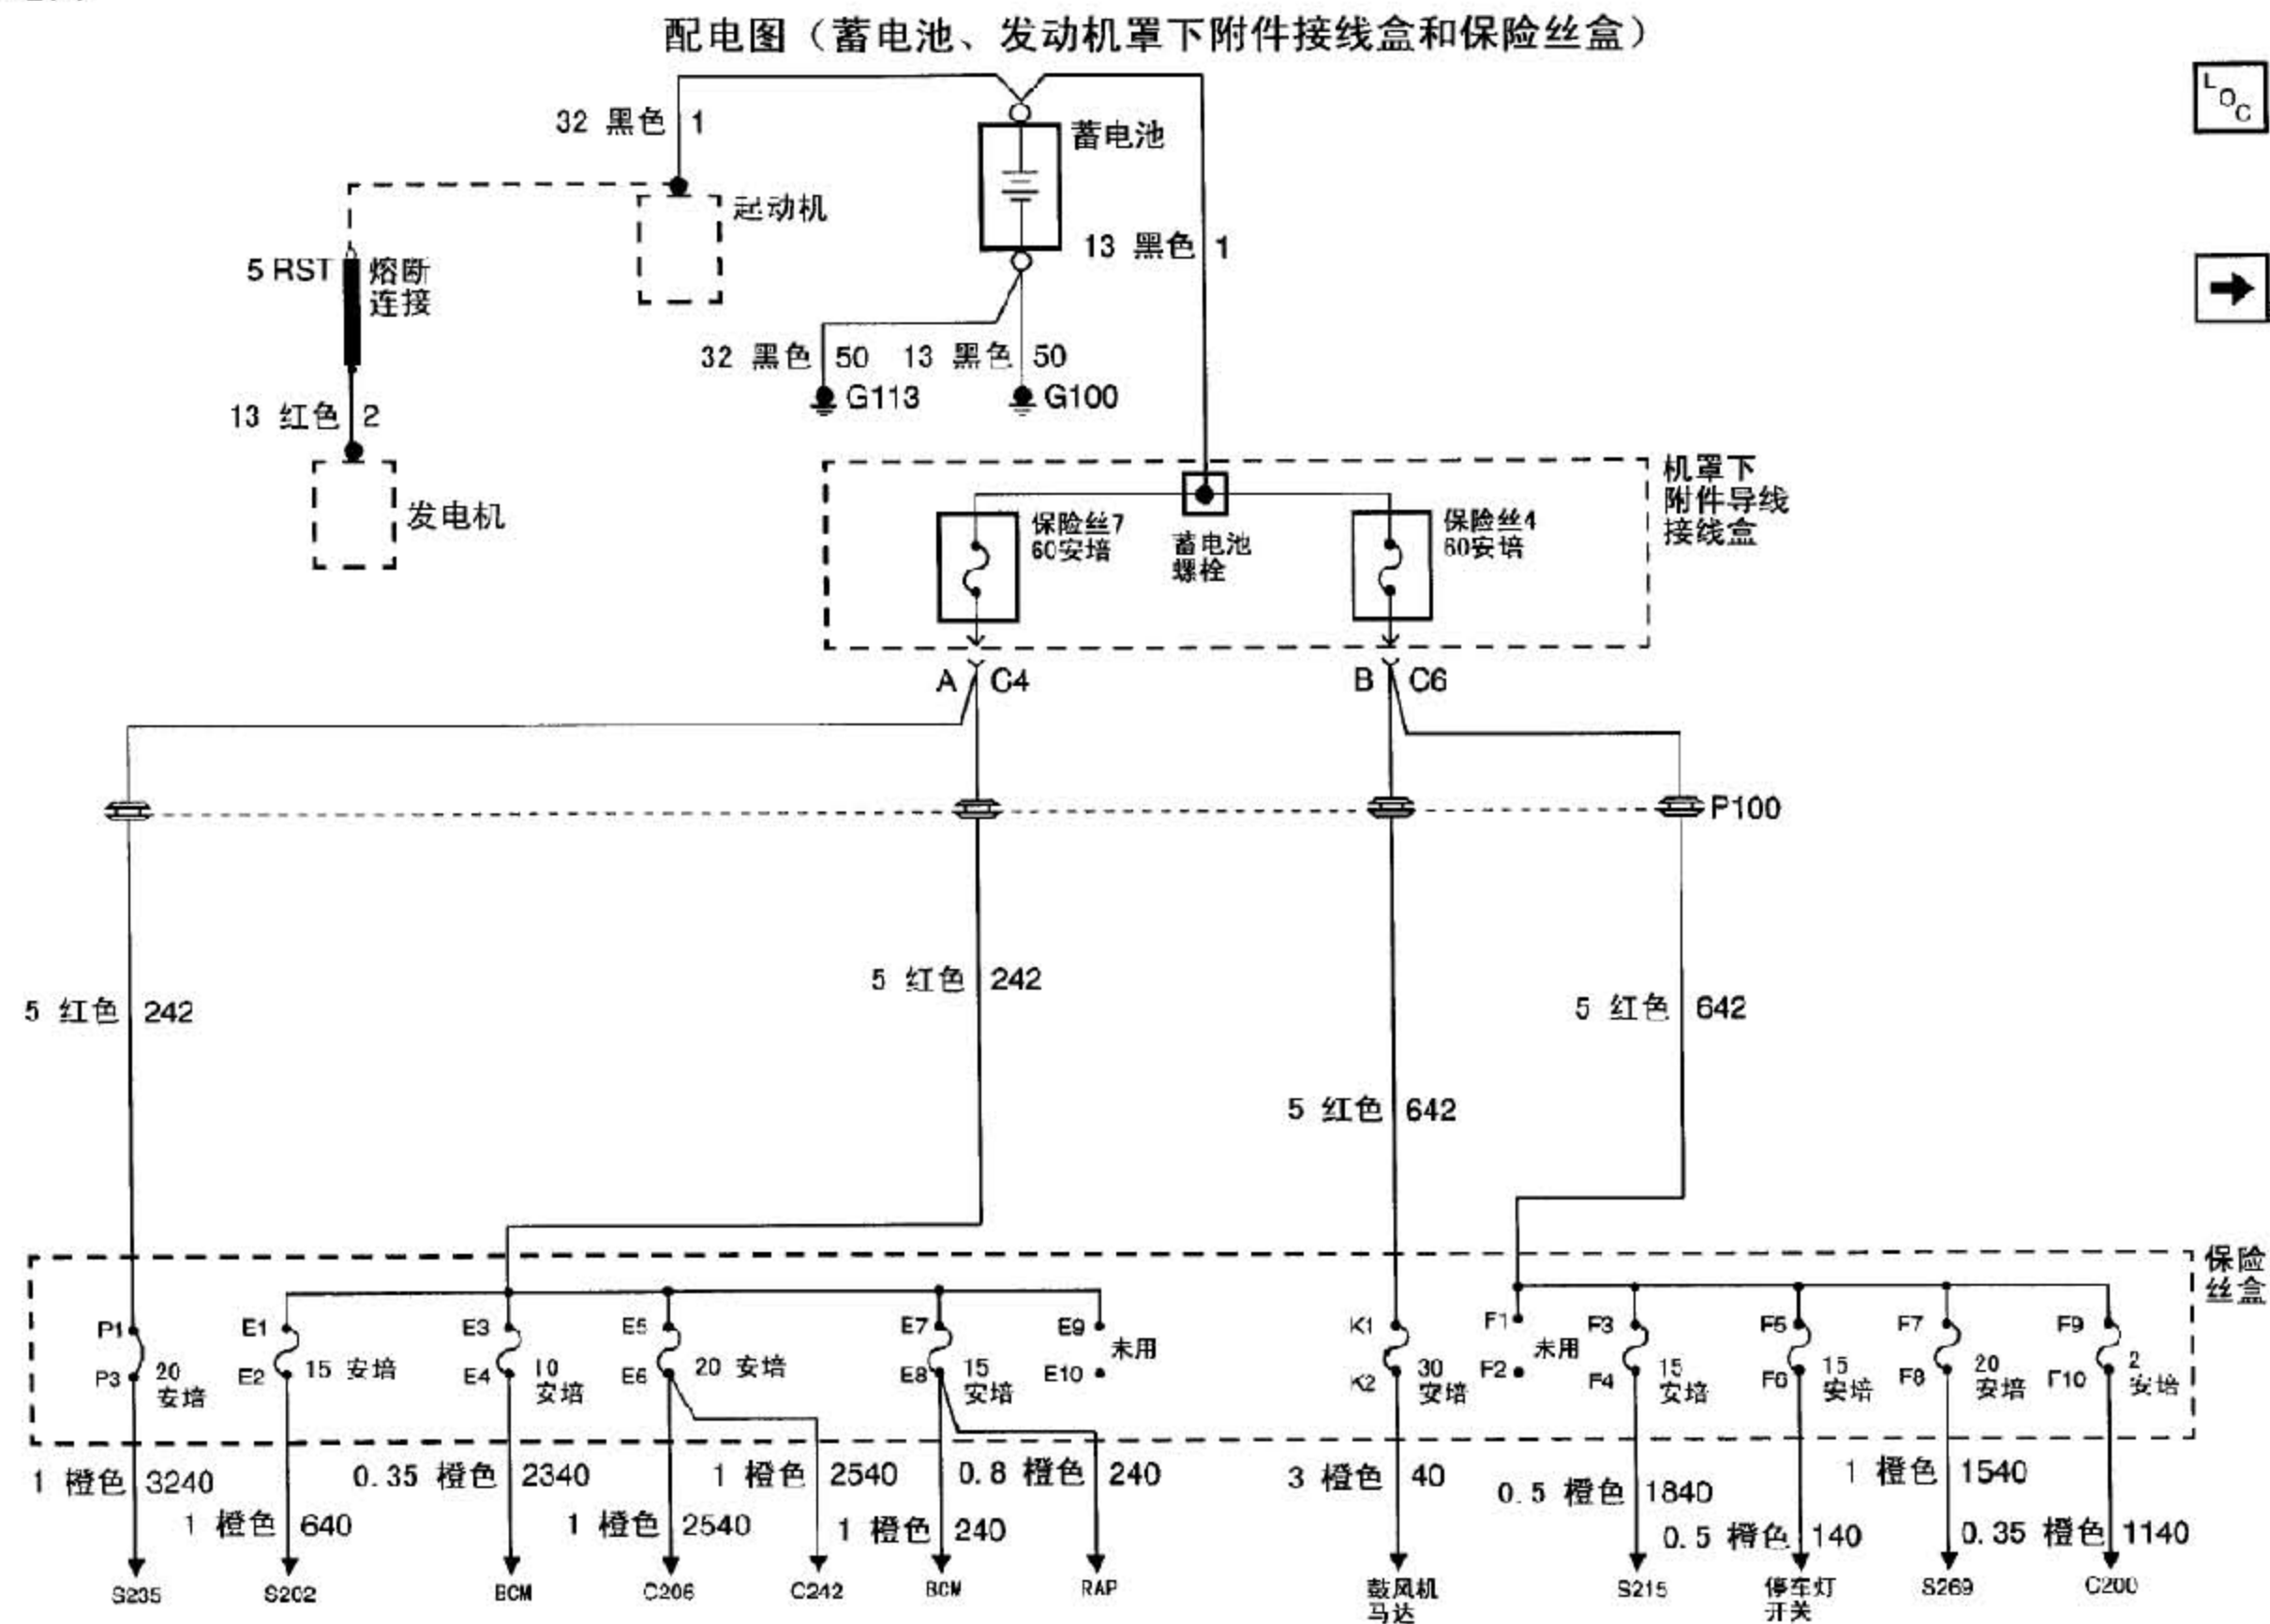 配电图（蓄电池、发动机罩下附件接线盒和保险丝盒）
LOC
32 黑色 1
蓄电池
起动机
13 黑色 1
5 RST 熔断
连接
32 黑色 50 13 黑色 50
G113 G100
13 红色 2
发电机
机罩下
附件导线
接线盒
保险丝7
60安培
蓄电池
螺栓
保险丝4
60安培
A C4 B C6
P100
5 红色 242
5 红色 242
5 红色 642
5 红色 642
保险
丝盒
P1 E1 E3 E5 E7 E9 K1 F1 F3 F5 F7 F9
未用 未用
P3 20
安培
E2 15 安培
E4 10
安培
E6 20 安培
E8 15
安培
E10
K2 30
安培
F2
F4 15
安培
F6 15
安培
F8 20
安培
F10 2
安培
1 橙色 3240
1 橙色 640
0.35 橙色 2340
1 橙色 2540
1 橙色 2540
1 橙色 240
0.8 橙色 240
3 橙色 40
0.5 橙色 1840
0.5 橙色 140
1 橙色 1540
0.35 橙色 1140
S235 S202 BCM C206 C242 BCM RAP
鼓风机
马达
S215
停车灯
开关
S269 C200